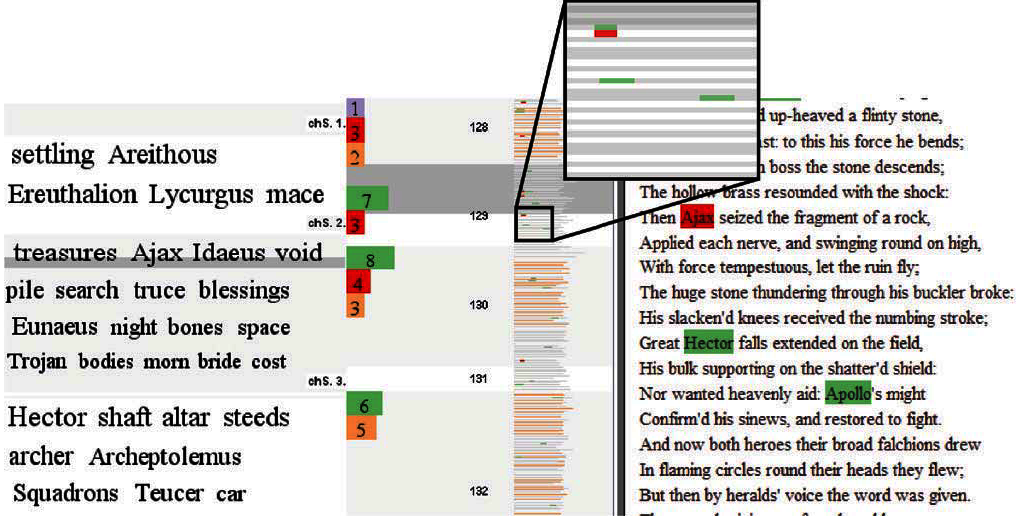 settling Areithous
Ereuthalion Lycurgus mace
treasures Ajax Idaeus void
pile search truce blessings
Eunaeus night bones space
Trojan bodies morn bride cost
Hector shaft altar steeds
archer Archeptolemus
Squadrons Teucer car
chS. 1.
chS. 2.
chS. 3.
1
3
2
7
3
8
4
3
6
5
128
129
130
131
132
up-heaved a flinty stone,
to this his force he bends;
boss the stone descends;
The hollow brass resounded with the shock:
Then Ajax seized the fragment of a rock,
Applied each nerve, and swinging round on high,
With force tempestuous, let the ruin fly;
The huge stone thundering through his buckler broke:
His slacken'd knees received the numbing stroke;
Great Hector falls extended on the field,
His bulk supporting on the shatter'd shield:
Nor wanted heavenly aid: Apollo's might
Confirm'd his sinews, and restored to fight.
And now both heroes their broad falchions drew
In flaming circles round their heads they flew;
But then by heralds' voice the word was given.